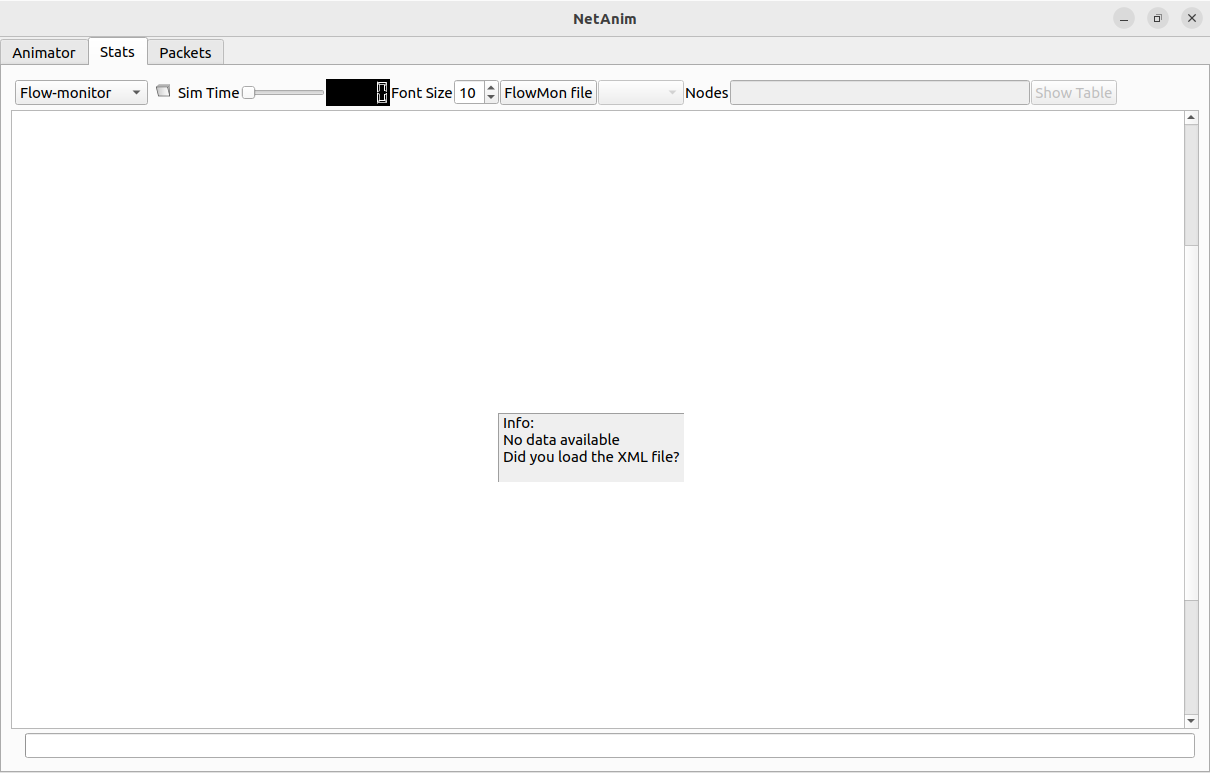 NetAnim
Animator Stats Packets
Flow-monitor Sim Time 0 Font Size 10 FlowMon file Nodes Show Table
Info:
No data available
Did you load the XML file?